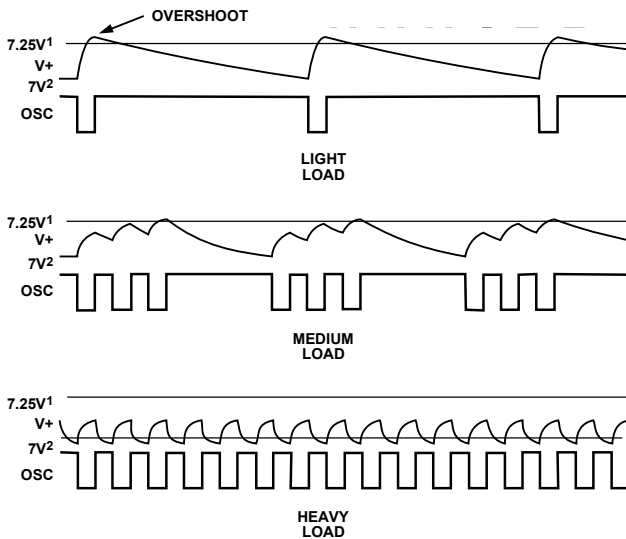 OVERSHOOT
7.25V1
V+
7V2
OSC
LIGHT
LOAD
7.25V1
V+
7V2
OSC
MEDIUM
LOAD
7.25V1
V+
7V2
OSC
HEAVY
LOAD